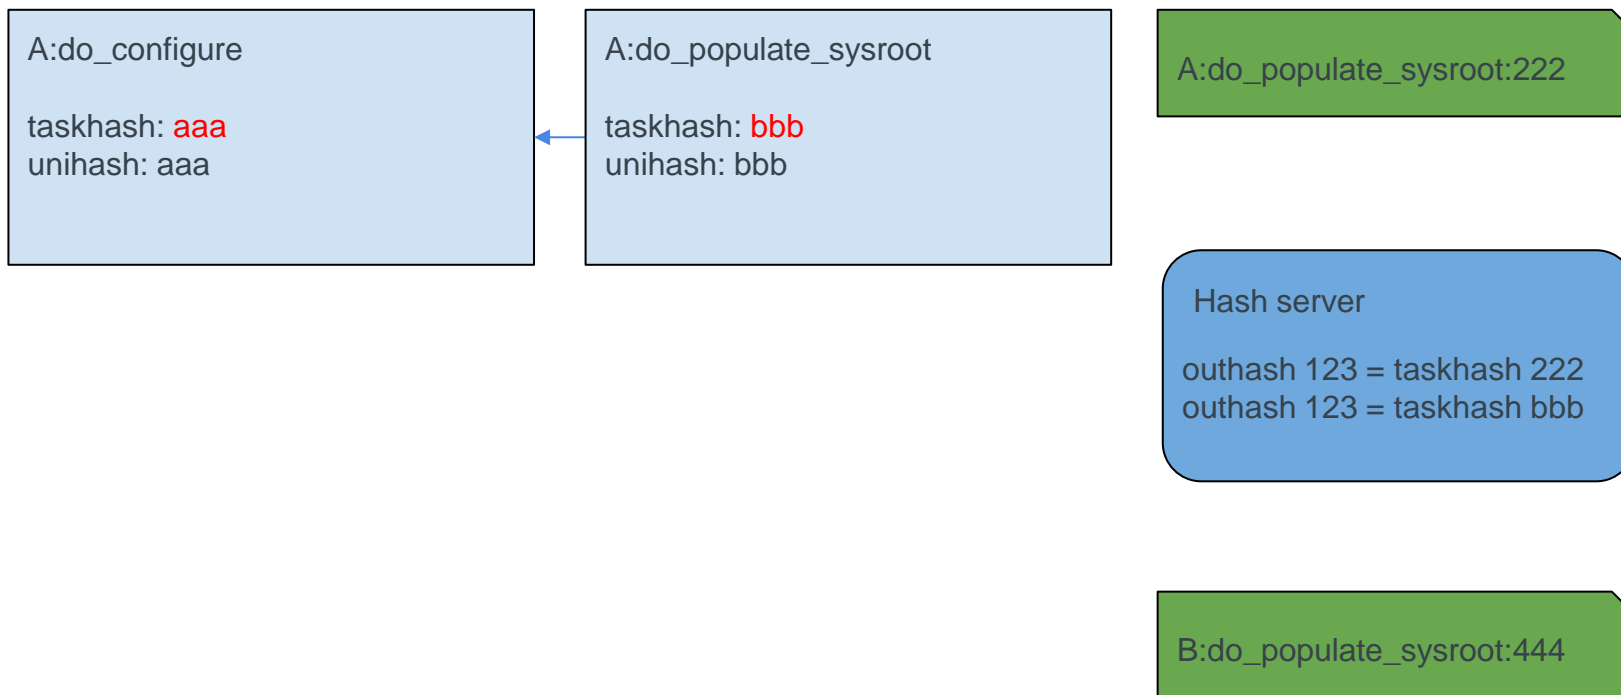 A:do_configure
taskhash: aaa
unihash: aaa
A:do_populate_sysroot
taskhash: bbb
unihash: bbb
A:do_populate_sysroot:222
Hash server
outhash 123 = taskhash 222
outhash 123 = taskhash bbb
B:do_populate_sysroot:444